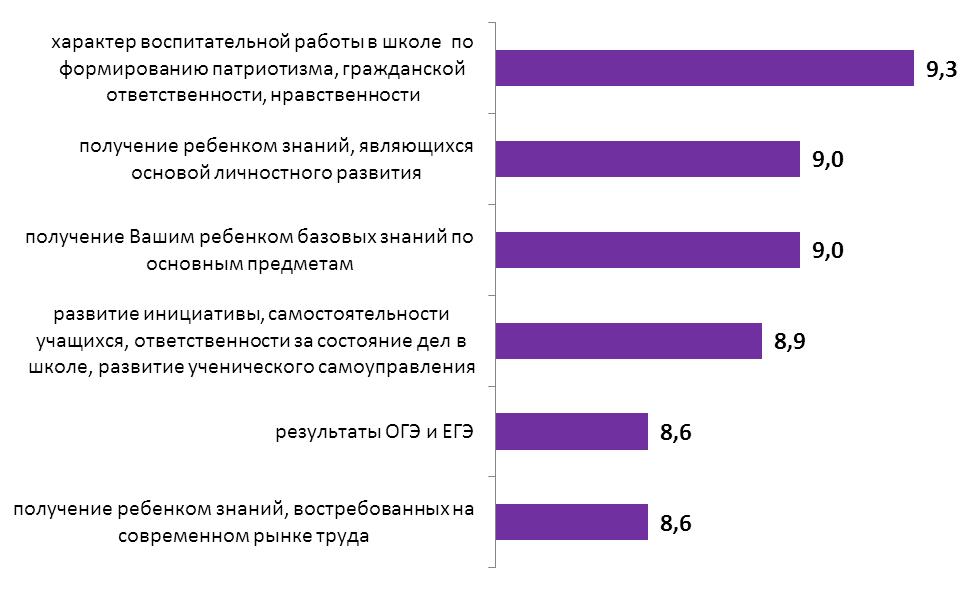 характер воспитательной работы в школе по
формированию патриотизма, гражданской
ответственности, нравственности
9,3
получение ребенком знаний, являющихся
основой личностного развития
9,0
получение Вашим ребенком базовых знаний по
основным предметам
9,0
развитие инициативы, самостоятельности
учащихся, ответственности за состояние дел в
школе, развитие ученического самоуправления
8,9
результаты ОГЭ и ЕГЭ
8,6
получение ребенком знаний, востребованных на
современном рынке труда
8,6